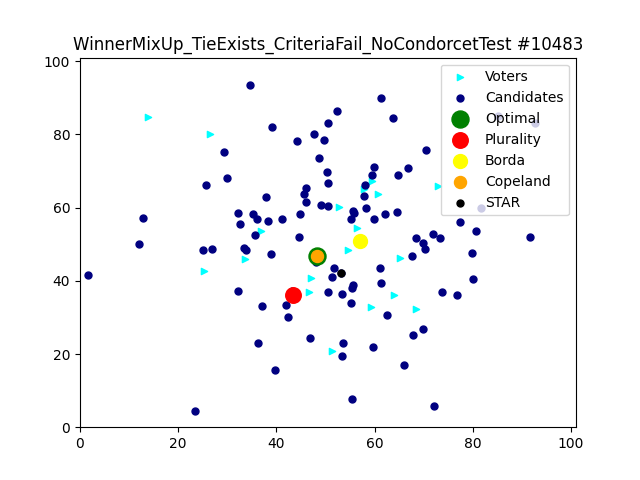 WinnerMixUp_TieExists_CriteriaFail_NoCondorcetTest #10483
100
80
60
40
20
0
0 20 40 60 80 100
Voters
Candidates
Optimal
Plurality
Borda
Copeland
STAR